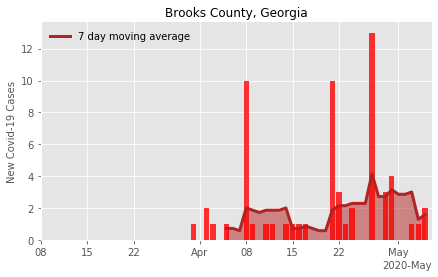 Brooks County, Georgia
7 day moving average
New Covid-19 Cases
12
10
8
6
4
2
0
08
15
22
Apr
08
15
22
May
2020-May